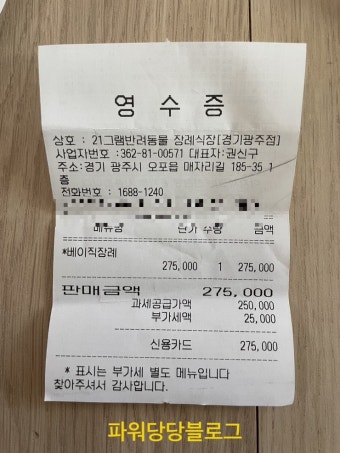 영 수 증
상호 : 21그램반려동물 장례식장[경기광주점]
사업자번호 :362-81-00571 대표자:권신구
주소:경기 광주시 오포읍 매자리길 185-35 1
층
전화번호 : 1688-1240
메뉴명 단가 수량 금액
*베이직장례
275,000 1 275,000
판매금액 275,000
과세공급가액 250,000
부가세액 25,000
신용카드 275,000
* 표시는 부가세 별도 메뉴입니다
찾아주셔서 감사합니다.
파워당당블로그